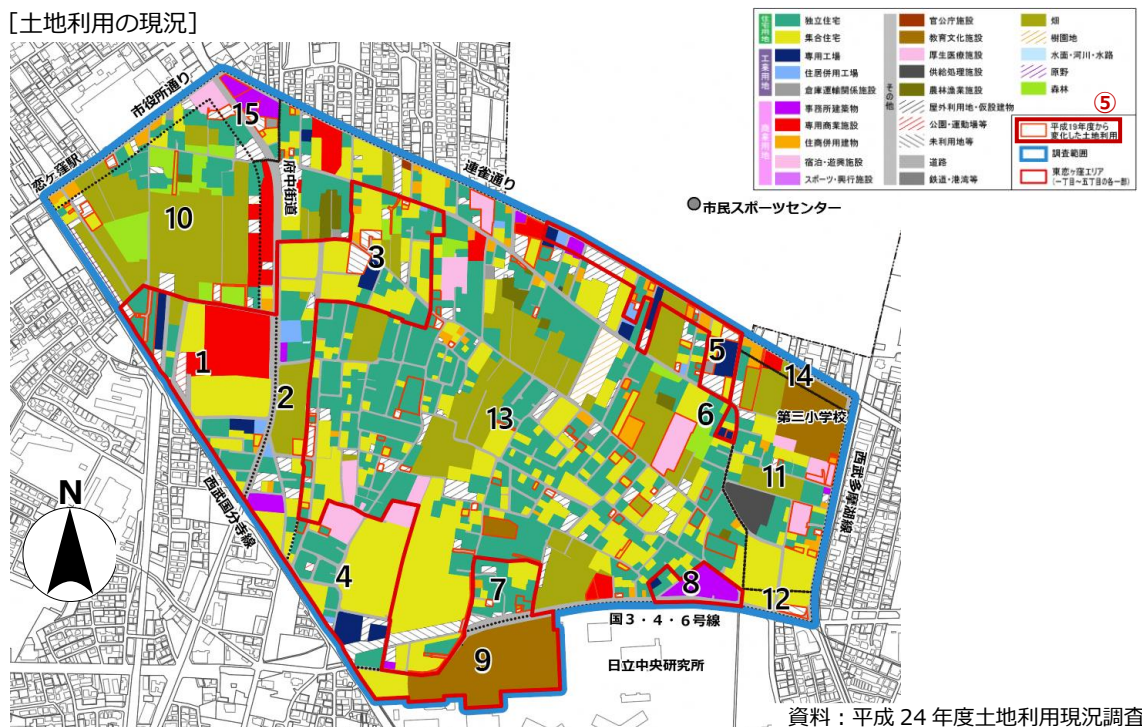 [土地利用の現況]
住宅用地
独立住宅
集合住宅
工業用地
専用工場
住居併用工場
倉庫運輸関係施設
商業用地
事務所建築物
専用商業施設
住商併用建物
宿泊・遊興施設
スポーツ・興行施設
その他
官公庁施設
教育文化施設
厚生医療施設
供給処理施設
農林漁業施設
屋外利用地・仮設建物
公園・運動場等
未利用地等
道路
鉄道・港湾等
畑
樹園地
水面・河川・水路
原野
森林
⑤
平成19年度から
変化した土地利用
調査範囲
東恋ヶ窪エリア
(一丁目～五丁目の各一部)
市役所通り
15
恋ケ窪駅
府中街道
連雀通り
市民スポーツセンター
10
3
1
5
14
2
13
6
第三小学校
11
西武多摩湖線
N
西武国分寺線
4
7
8
12
国3・4・6号線
9
日立中央研究所
資料：平成24年度土地利用現況調査